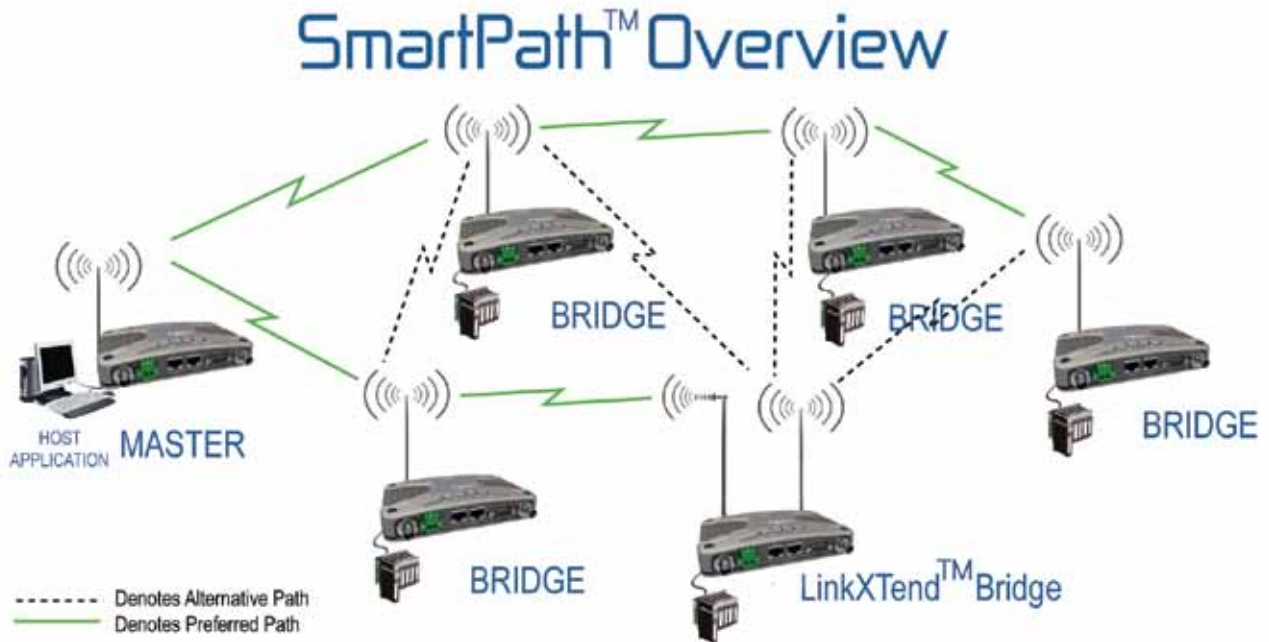 SmartPath™ Overview
BRIDGE
BRIDGE
BRIDGE
HOST
APPLICATION
MASTER
BRIDGE
LinkXTend™ Bridge
Denotes Alternative Path
Denotes Preferred Path